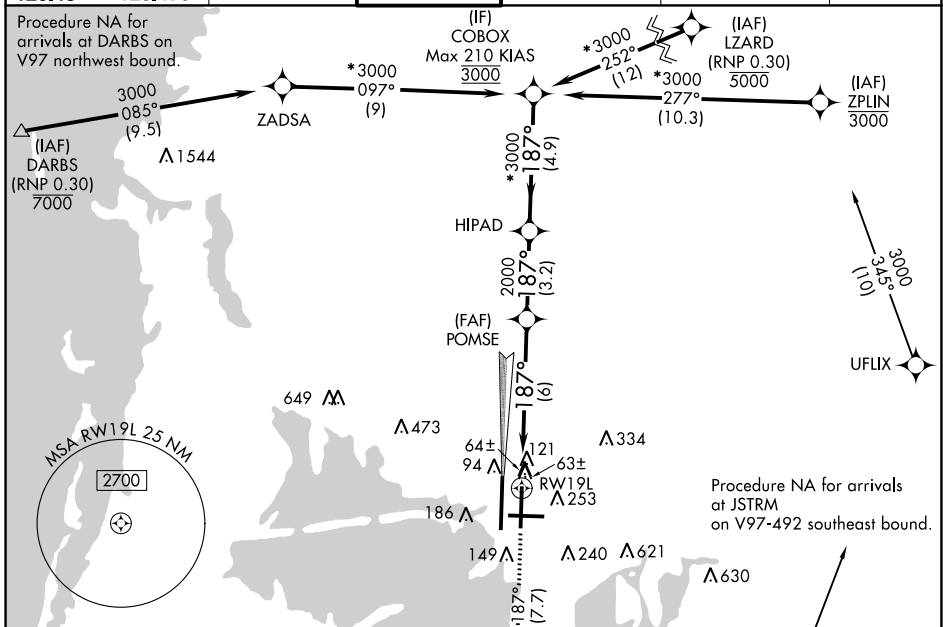 Procedure NA for
arrivals at DARBS on
V97 northwest bound.
(IF)
COBOX
Max 210 KIAS
3000
(IAF)
LZARD
(RNP 0.30)
5000
(IAF)
ZPLIN
3000
*3000
252°
(12)
*3000
277°
(10.3)
*3000
097°
(9)
ZADSA
3000
085°
(9.5)
(IAF)
DARBS
(RNP 0.30)
7000
1544
*3000
187°
(4.9)
HIPAD
2000
187°
(3.2)
(FAF)
POMSE
187°
(6)
3000
345°
(10)
UFLIX
649
473
334
64±
121
63±
94
RW19L
253
186
149
240
621
630
MSA RW19L 25 NM
2700
Procedure NA for arrivals
at JSTRM
on V97-492 southeast bound.
187°
(7.7)